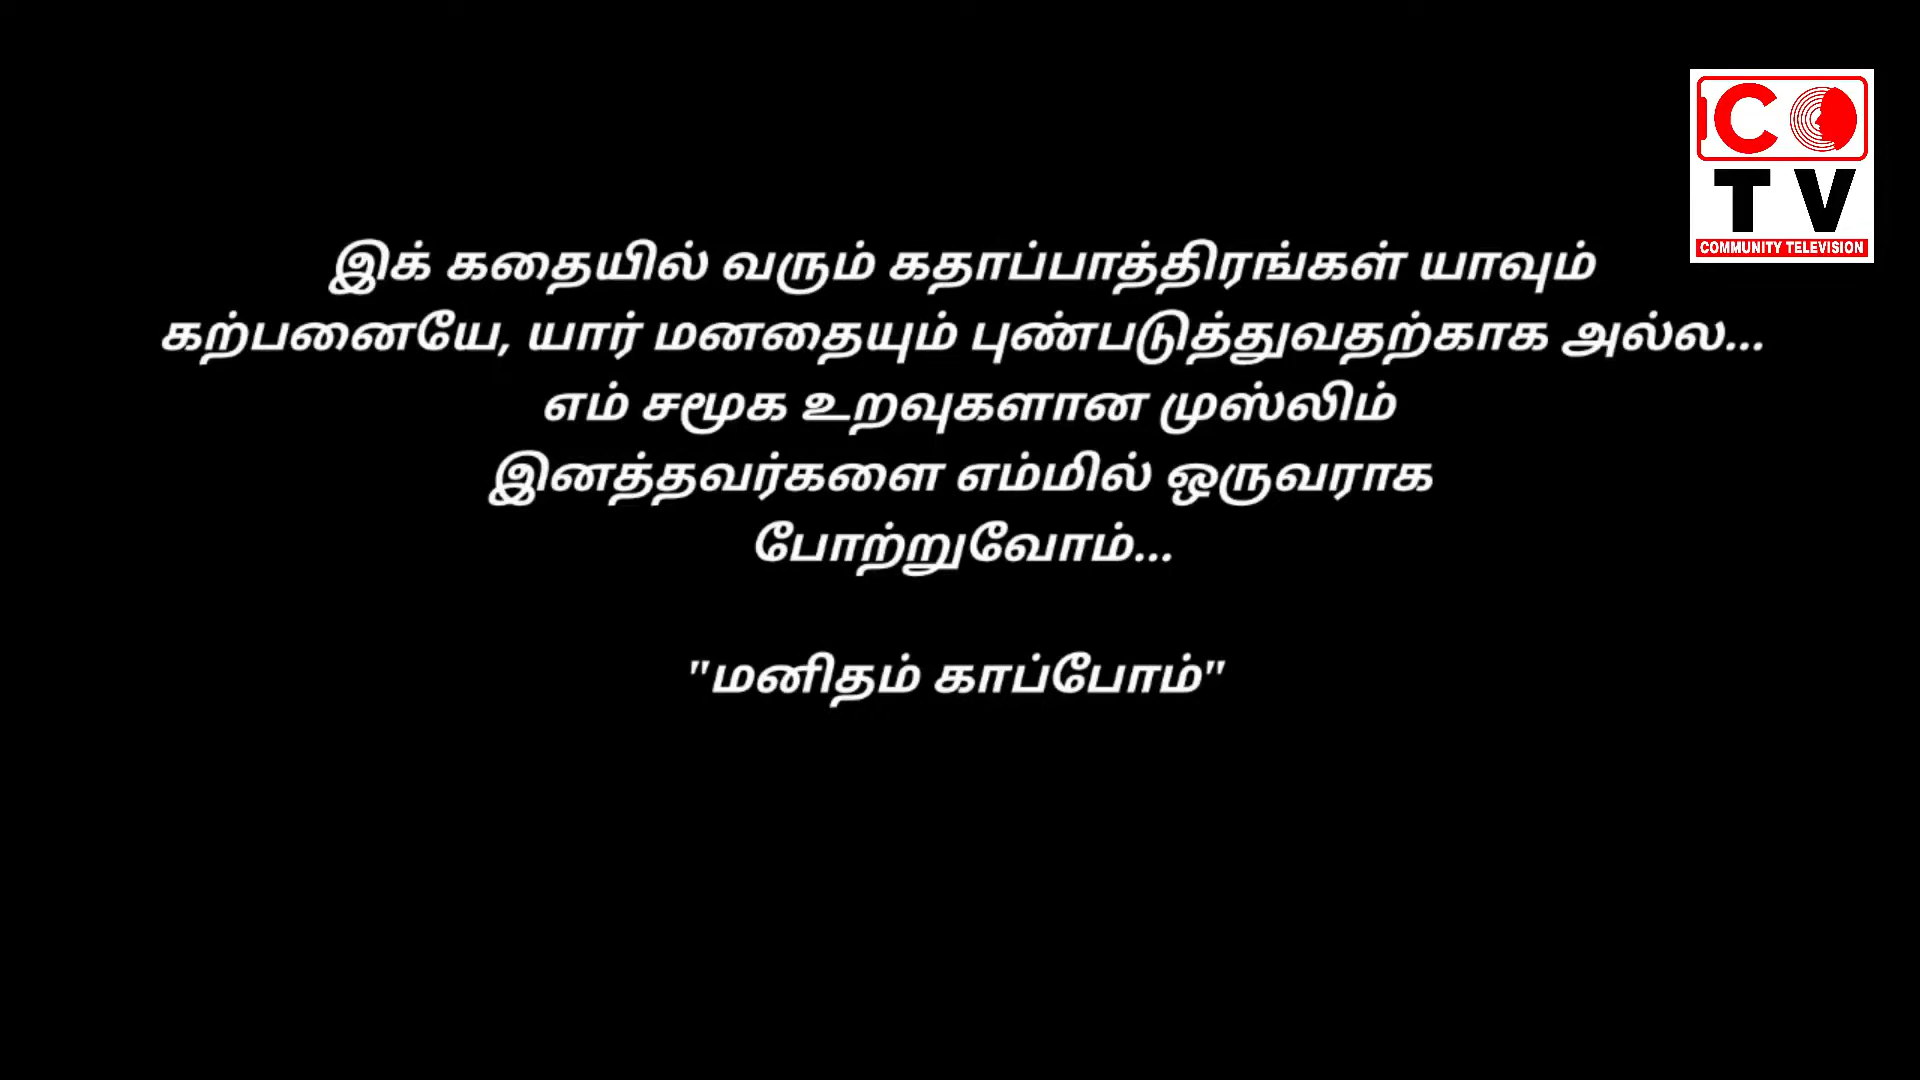 CO
TV
COMMUNITY TELEVISION
இக் கதையில் வரும் கதாப்பாத்திரங்கள் யாவும்
கற்பனையே, யார் மனதையும் புண்படுத்துவதற்காக அல்ல...
எம் சமூக உறவுகளான முஸ்லிம்
இனத்தவர்களை எம்மில் ஒருவராக
போற்றுவோம்...
"மனிதம் காப்போம்"